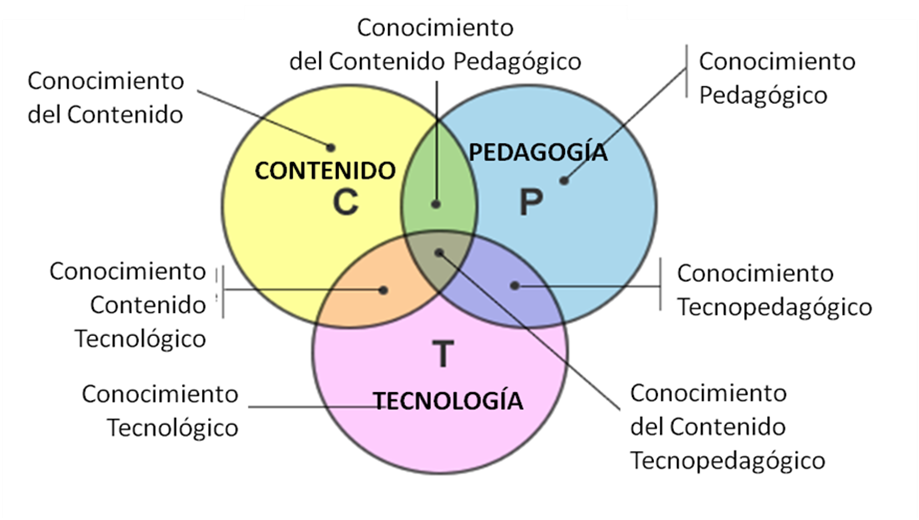 Conocimiento
del Contenido Pedagógico
Conocimiento
del Contenido
Conocimiento
Pedagógico
CONTENIDO
C
PEDAGOGÍA
P
Conocimiento
Contenido
Tecnológico
Conocimiento
Tecnopedagógico
T
TECNOLOGÍA
Conocimiento
Tecnológico
Conocimiento
del Contenido
Tecnopedagógico